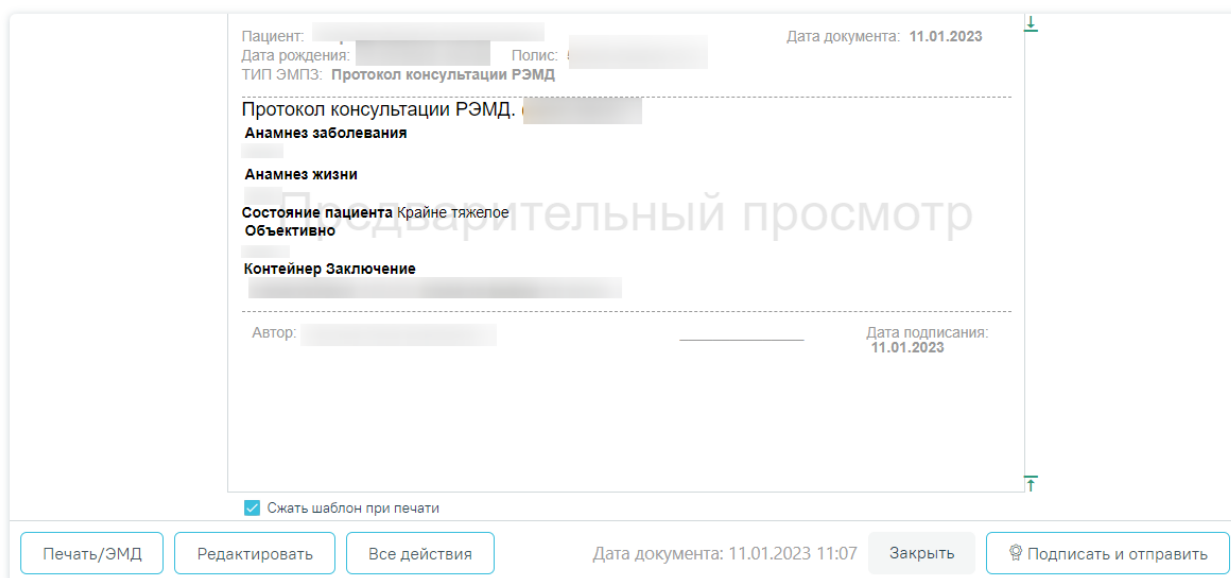 Пациент:
Дата документа: 11.01.2023
Дата рождения: Полис:
ТИП ЭМПЗ: Протокол консультации РЭМД
Протокол консультации РЭМД.
Анамнез заболевания
Анамнез жизни
Предварительный просмотр
Состояние пациента Крайне тяжелое
Объективно
Контейнер Заключение
Автор:
Дата подписания:
11.01.2023
Сжать шаблон при печати
Печать/ЭМД Редактировать Все действия Дата документа: 11.01.2023 11:07 Закрыть Подписать и отправить